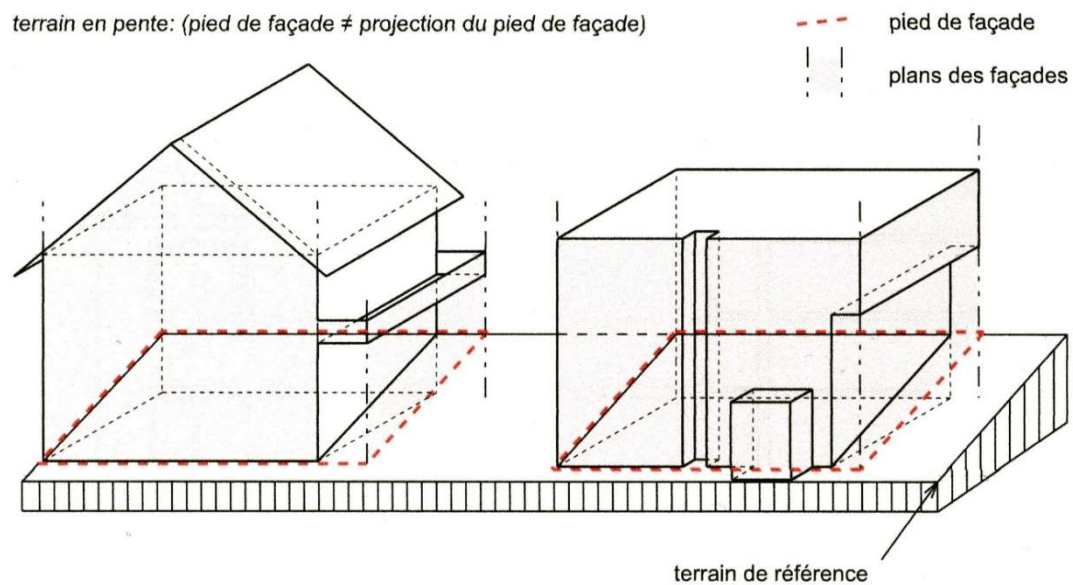 terrain en pente: (pied de façade ≠ projection du pied de façade)
pied de façade
plans des façades
terrain de référence